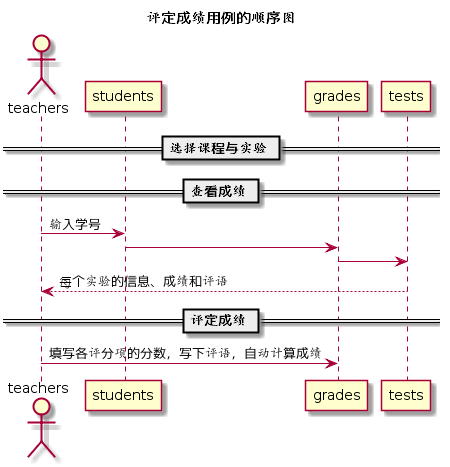 评定成绩用例的顺序图
teachers
students
grades
tests
选择课程与实验
查看成绩
输入学号
每个实验的信息、成绩和评语
评定成绩
填写各评分项的分数，写下评语，自动计算成绩
teachers
students
grades
tests